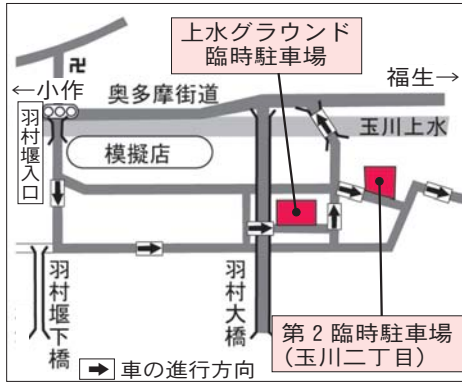 上水グラウンド
臨時駐車場
←小作
福生→
奥多摩街道
玉川上水
羽村堰入口
模擬店
羽村堰下橋
羽村大橋
第2臨時駐車場
(玉川二丁目)
車の進行方向